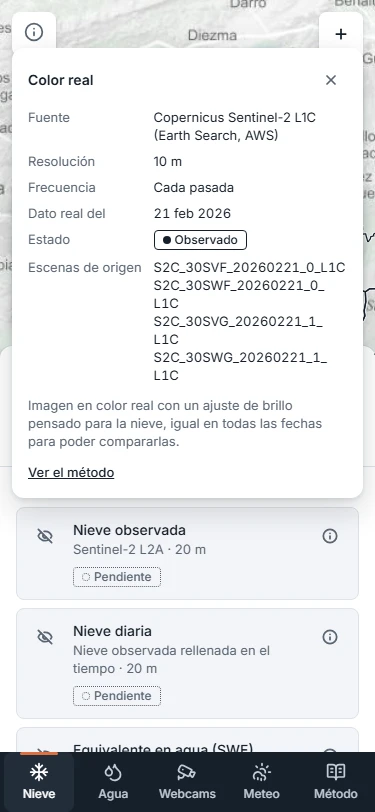 Darro
Diezma
Color real
Fuente
Copernicus Sentinel-2 L1C
(Earth Search, AWS)
Resolución
10 m
Frecuencia
Cada pasada
Dato real del
21 feb 2026
Estado
Observado
Escenas de origen
S2C_30SVF_20260221_0_L1C
S2C_30SWF_20260221_0_
L1C
S2C_30SVG_20260221_1_
L1C
S2C_30SWG_20260221_1_
L1C
Imagen en color real con un ajuste de brillo
pensado para la nieve, igual en todas las fechas
para poder compararlas.
Ver el método
Nieve observada
Sentinel-2 L2A · 20 m
Pendiente
Nieve diaria
Nieve observada rellenada en el
tiempo · 20 m
Pendiente
Equivalente en agua (SWE)
Nieve
Agua
Webcams
Meteo
Método